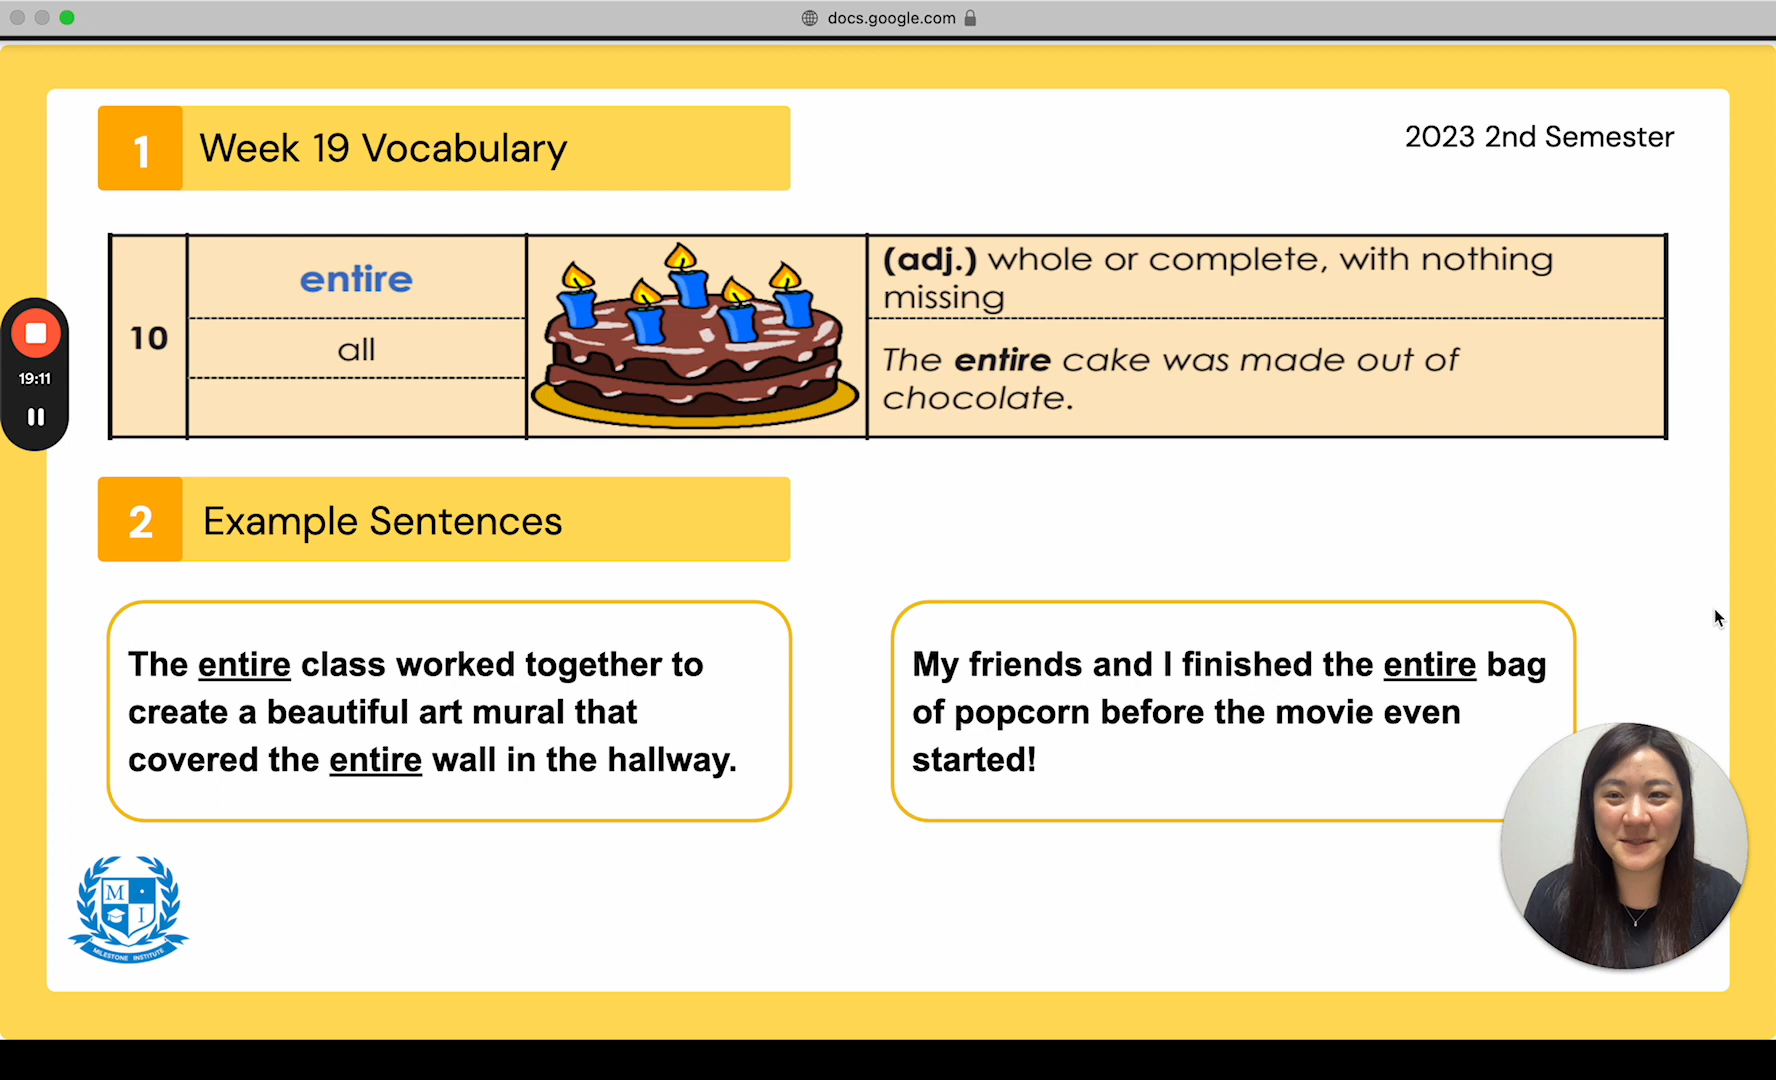 docs.google.com
1 Week 19 Vocabulary
2023 2nd Semester
10
entire
all
(adj.) whole or complete, with nothing
missing
The entire cake was made out of
chocolate.
19:11
2 Example Sentences
The entire class worked together to
create a beautiful art mural that
covered the entire wall in the hallway.
My friends and I finished the entire bag
of popcorn before the movie even
started!
M
I
MILESTONE INSTITUTE